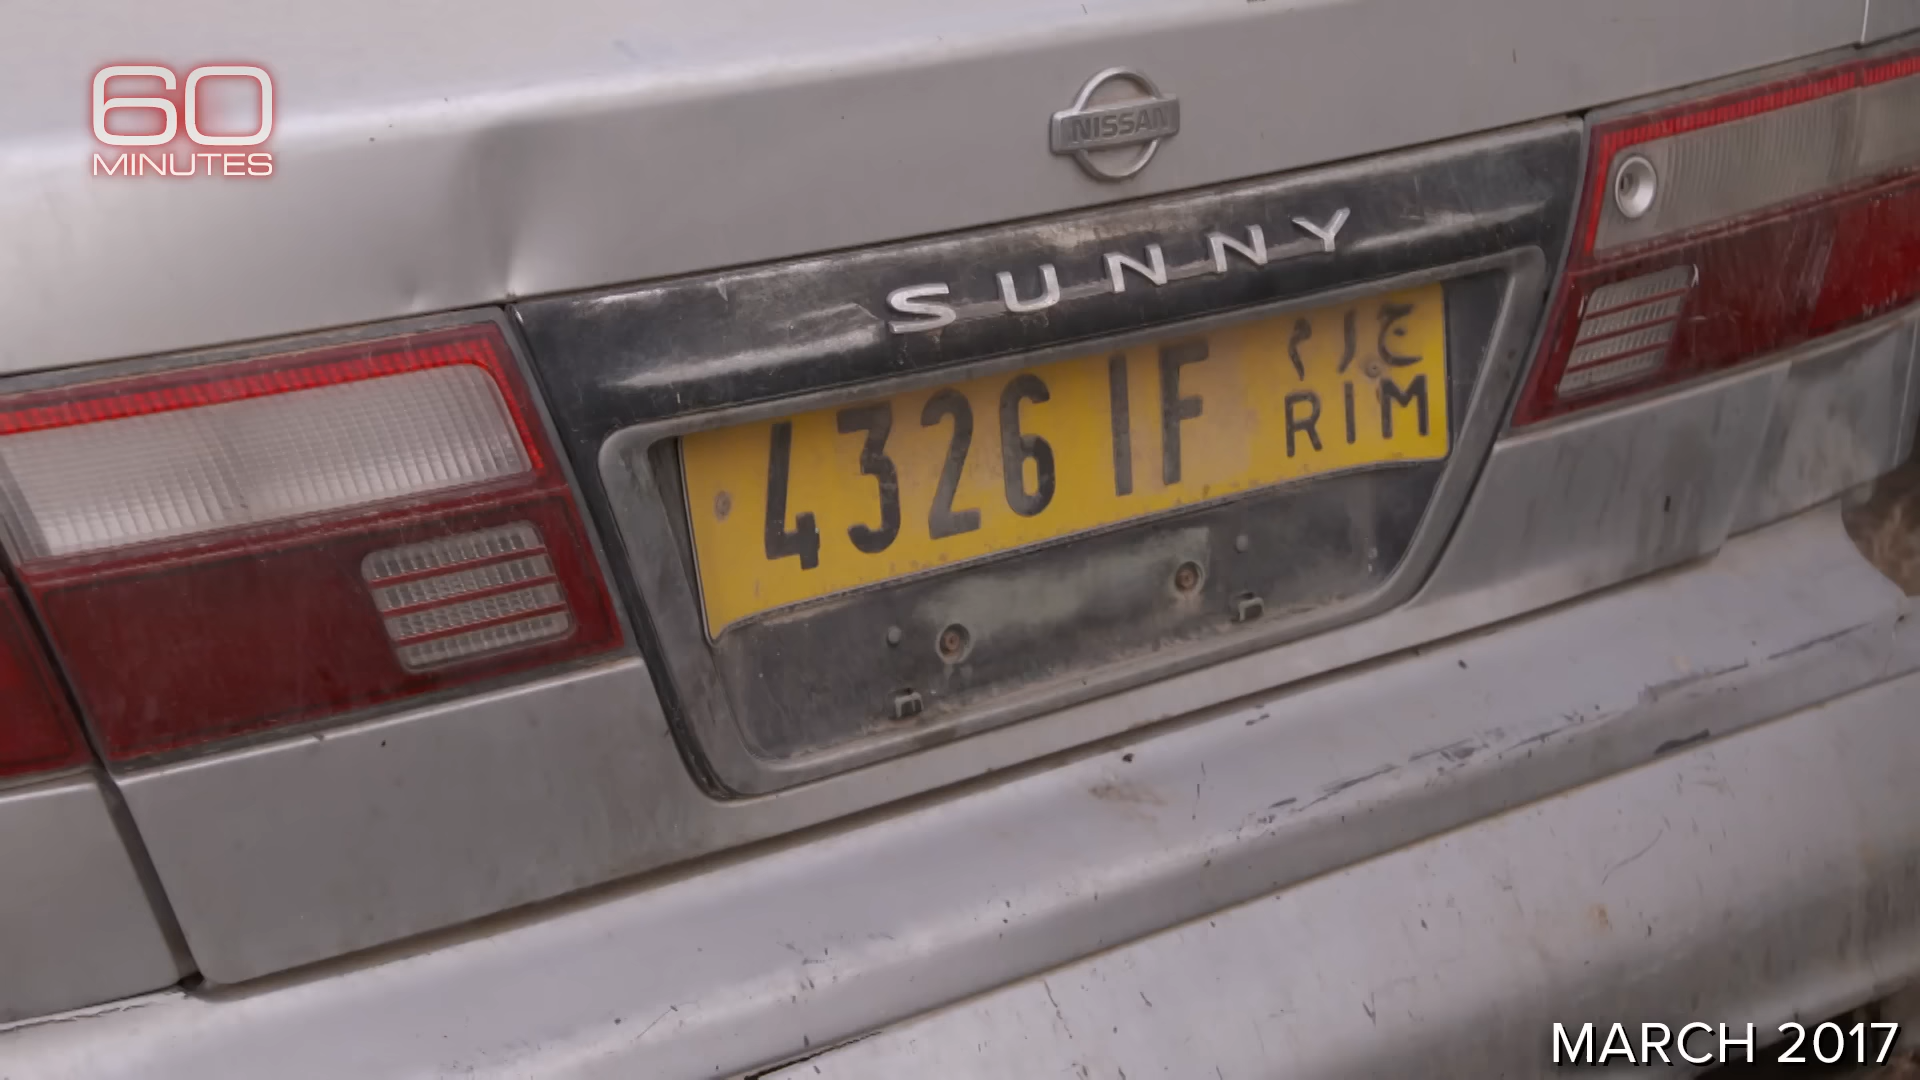 60
MINUTES
NISSAN
SUNNY
ج ر م
4326 IF
RIM
MARCH 2017